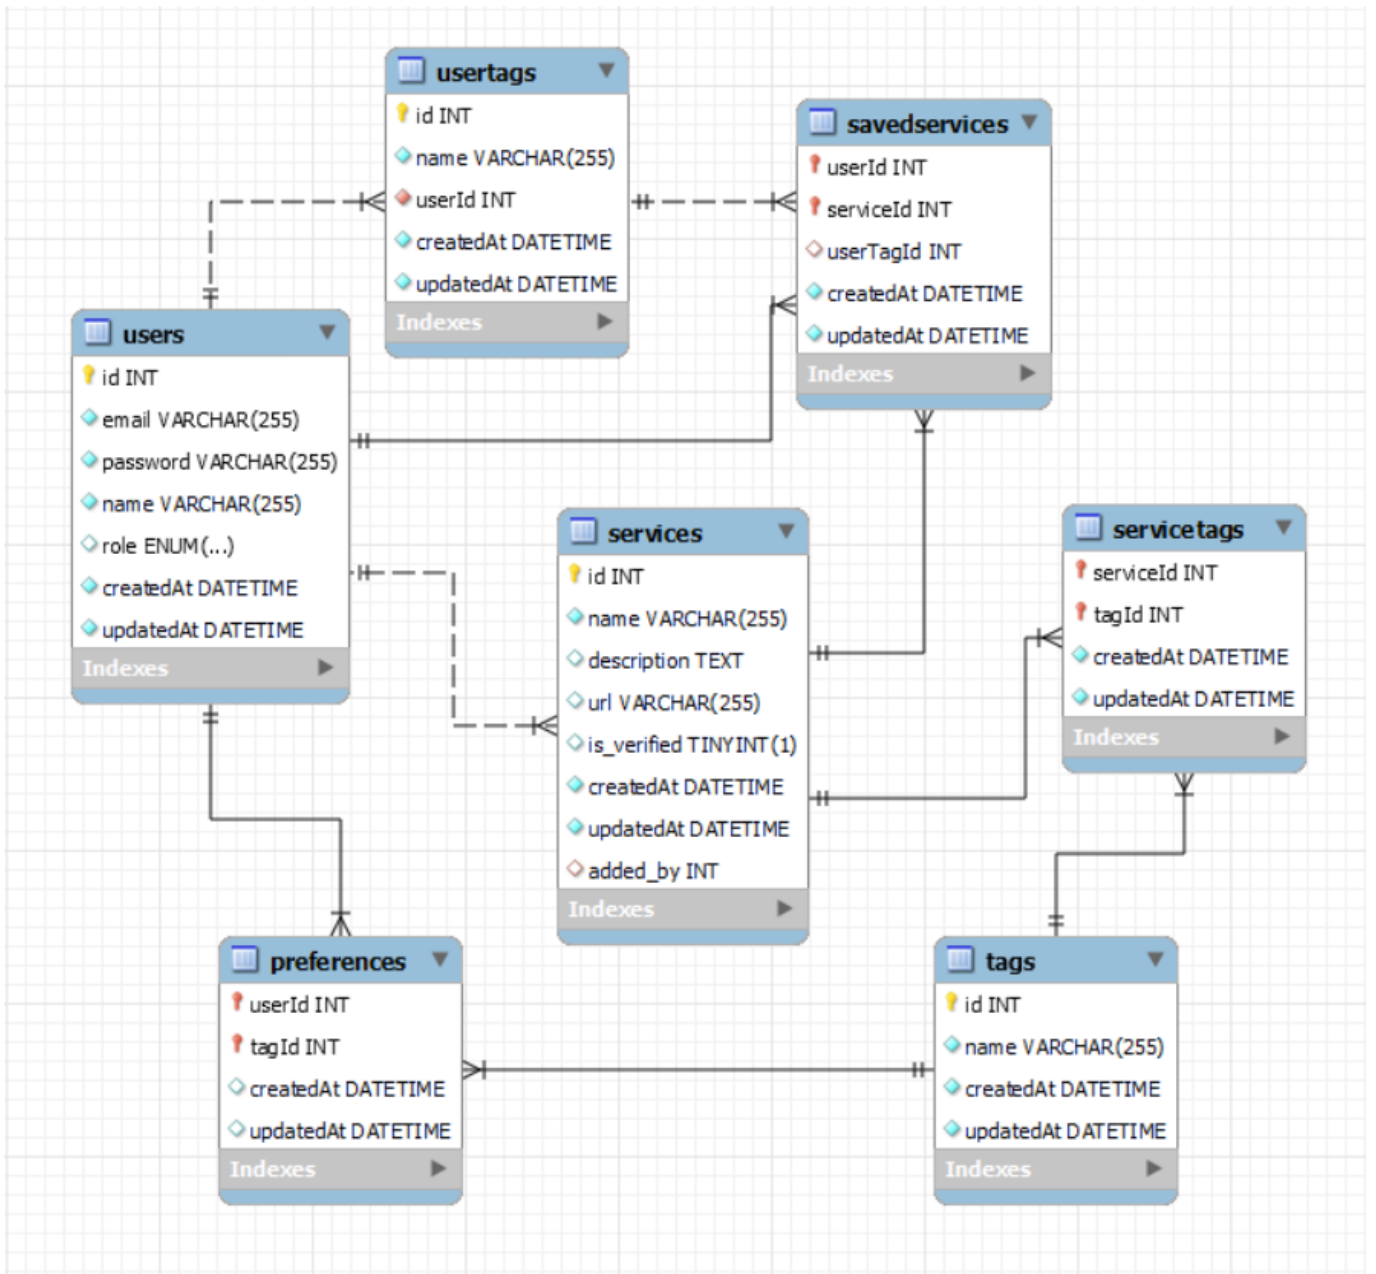 usertags
id INT
name VARCHAR(255)
userId INT
createdAt DATETIME
updatedAt DATETIME
Indexes
savedservices
userId INT
serviceId INT
userTagId INT
createdAt DATETIME
updatedAt DATETIME
Indexes
users
id INT
email VARCHAR(255)
password VARCHAR(255)
name VARCHAR(255)
role ENUM(...)
createdAt DATETIME
updatedAt DATETIME
Indexes
services
id INT
name VARCHAR(255)
description TEXT
url VARCHAR(255)
is_verified TINYINT(1)
createdAt DATETIME
updatedAt DATETIME
added_by INT
Indexes
servicetags
serviceId INT
tagId INT
createdAt DATETIME
updatedAt DATETIME
Indexes
preferences
userId INT
tagId INT
createdAt DATETIME
updatedAt DATETIME
Indexes
tags
id INT
name VARCHAR(255)
createdAt DATETIME
updatedAt DATETIME
Indexes